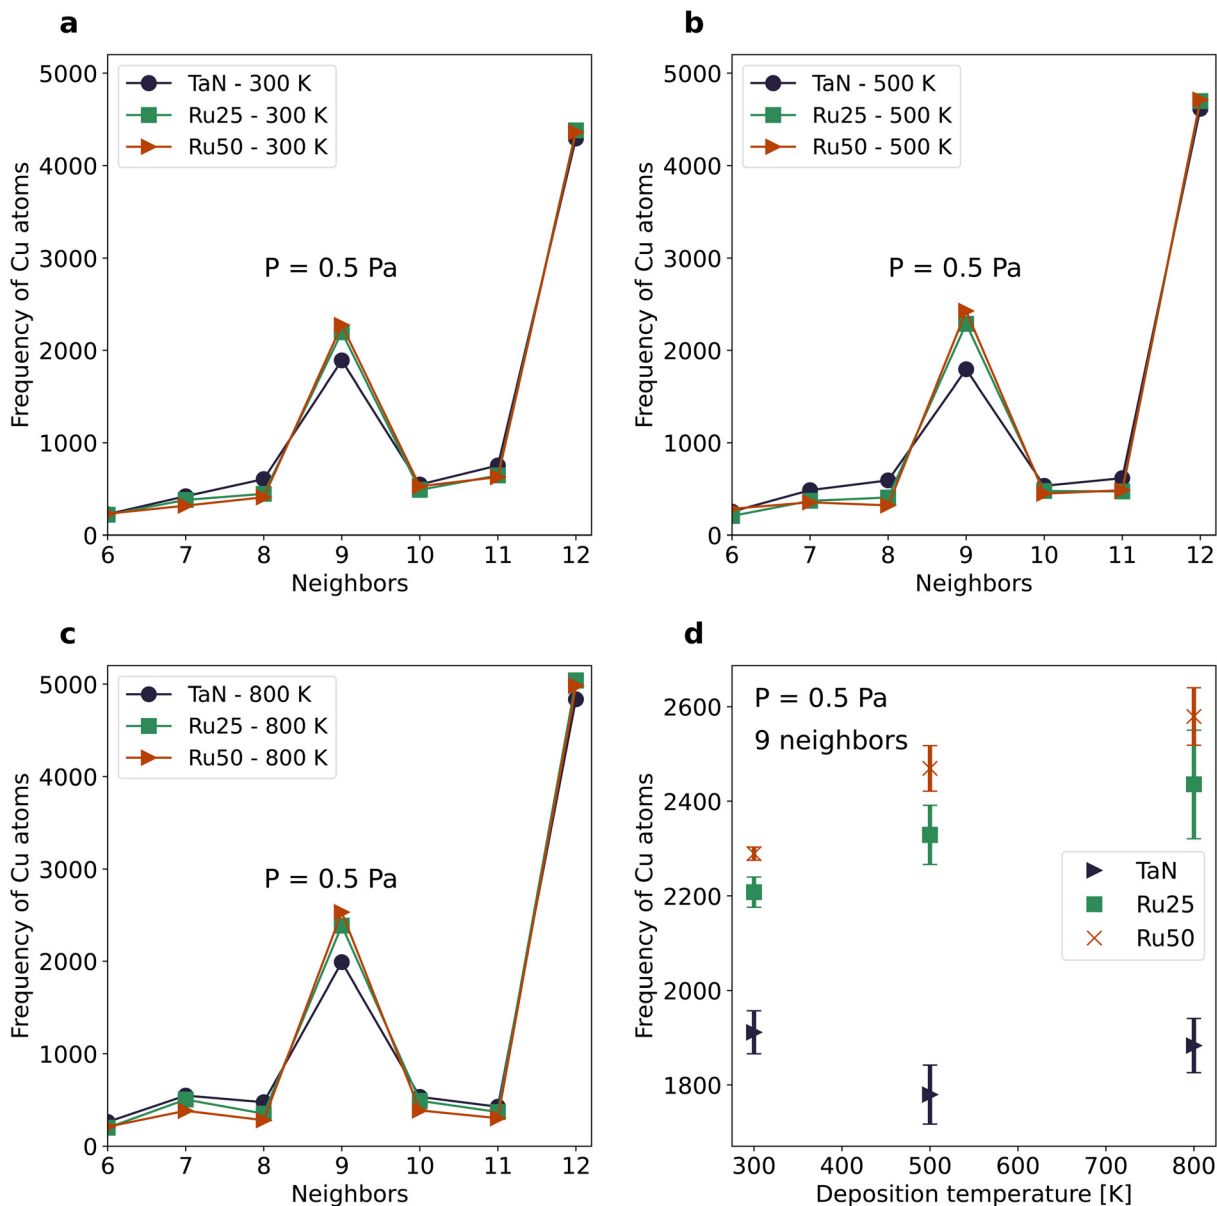 a
5000
4000
3000
2000
1000
0
Frequency of Cu atoms
TaN - 300 K
Ru25 - 300 K
Ru50 - 300 K
P = 0.5 Pa
6 7 8 9 10 11 12
Neighbors
b
5000
4000
3000
2000
1000
0
Frequency of Cu atoms
TaN - 500 K
Ru25 - 500 K
Ru50 - 500 K
P = 0.5 Pa
6 7 8 9 10 11 12
Neighbors
c
5000
4000
3000
2000
1000
0
Frequency of Cu atoms
TaN - 800 K
Ru25 - 800 K
Ru50 - 800 K
P = 0.5 Pa
6 7 8 9 10 11 12
Neighbors
d
2600
2400
2200
2000
1800
Frequency of Cu atoms
P = 0.5 Pa
9 neighbors
TaN
Ru25
Ru50
300 400 500 600 700 800
Deposition temperature [K]